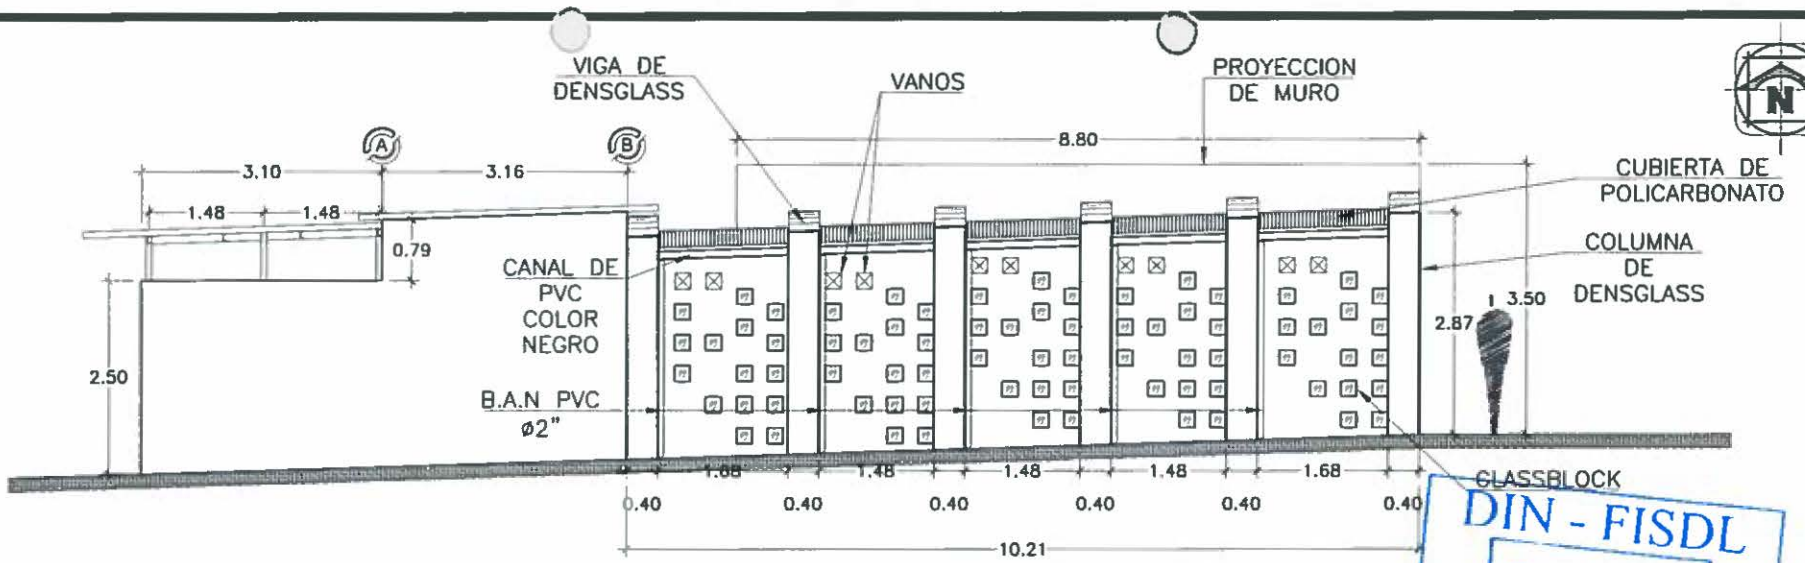 VIGA DE
DENSGLASS
VANOS
PROYECCION
DE MURO
N
8.80
A
B
3.10
3.16
CUBIERTA DE
POLICARBONATO
1.48
1.48
0.79
CANAL DE
PVC
COLOR
NEGRO
COLUMNA
DE
DENSGLASS
3.50
2.87
2.50
B.A.N PVC
ø2"
1.68
1.48
1.48
1.48
1.68
GLASSBLOCK
0.40
0.40
0.40
0.40
0.40
0.40
10.21
DIN - FISDL